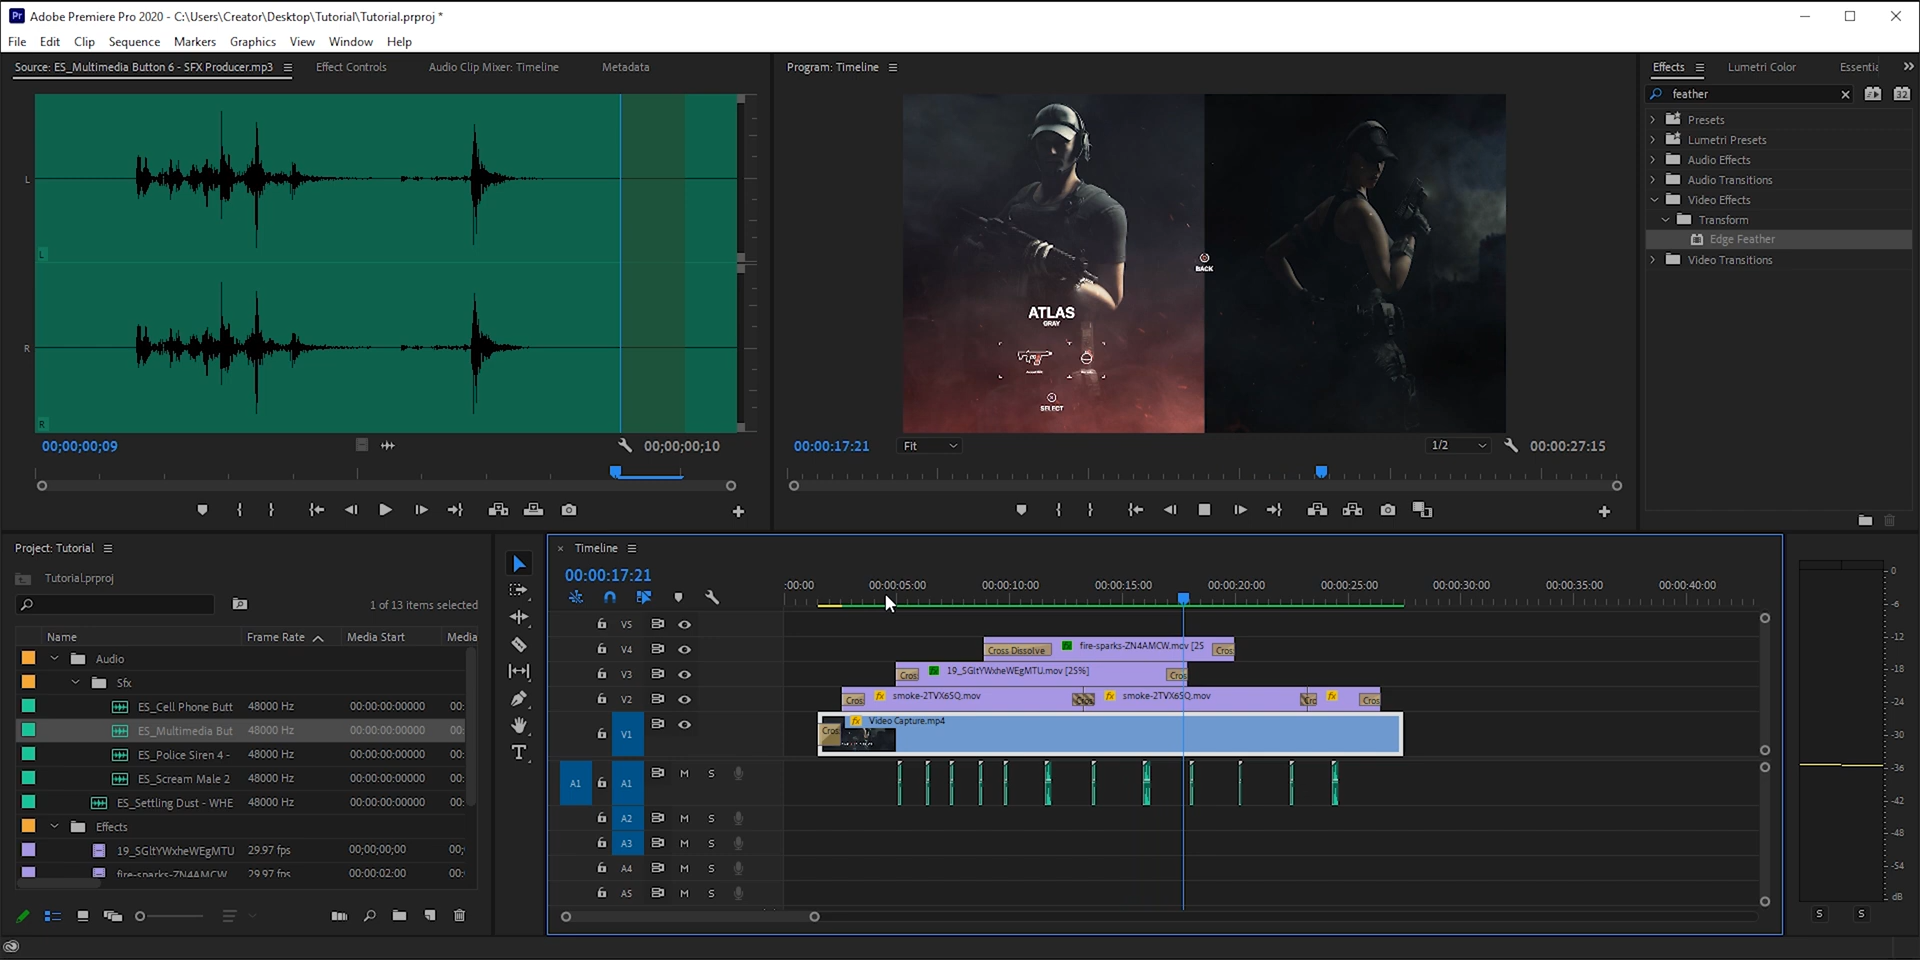 Pr Adobe Premiere Pro 2020 - C:\Users\Creator\Desktop\Tutorial\Tutorial.prproj *
File Edit Clip Sequence Markers Graphics View Window Help
Source: ES_Multimedia Button 6 - SFX Producer.mp3 Effect Controls Audio Clip Mixer: Timeline Metadata
L
L
R
R
00;00;00;09 00;00;00;10
Program: Timeline
BACK
ATLAS
GRAY
SELECT
00:00:17:21 Fit 1/2 00:00:27:15
Effects Lumetri Color Essentia
feather 32
Presets
Lumetri Presets
Audio Effects
Audio Transitions
Video Effects
Transform
Edge Feather
Video Transitions
Project: Tutorial
Tutorial.prproj
1 of 13 items selected
Name Frame Rate Media Start Media
Audio
Sfx
ES_Cell Phone Butt 48000 Hz 00:00:00:00000 00:
ES_Multimedia But 48000 Hz 00:00:00:00000 00:
ES_Police Siren 4 - 48000 Hz 00:00:00:00000 00:
ES_Scream Male 2 48000 Hz 00:00:00:00000 00:
ES_Settling Dust - WHE 48000 Hz 00:00:00:00000 00:
Effects
19_SGltYWxheWEgMTU 29.97 fps 00;00;00;00 00;
fire-sparks-ZN4AMCW 29.97 fps 00:00:02:00 00:
T
Timeline
00:00:17:21
:00:00 00:00:05:00 00:00:10:00 00:00:15:00 00:00:20:00 00:00:25:00 00:00:30:00 00:00:35:00 00:00:40:00
V5
V4 Cross Dissolve fire-sparks-ZN4AMCW.mov [25 Cros
V3 Cros 19_SGltYWxheWEgMTU.mov [25%] Cros
V2 Cros fx smoke-2TVX6SQ.mov Cros fx smoke-2TVX6SQ.mov Crc fx Cros
V1 Cros fx Video Capture.mp4
A1 A1 M S
A2 M S
A3 M S
A4 M S
A5 M S
0
-6
-12
-18
-24
-30
-36
-42
-48
-54
dB
S S